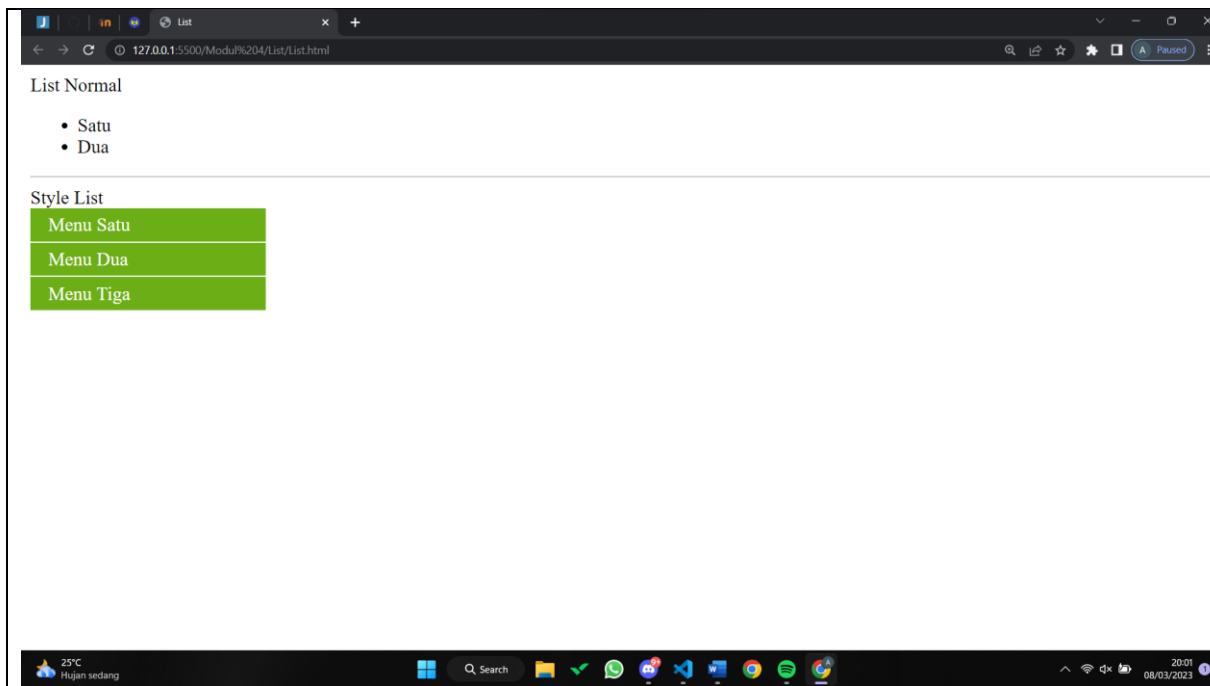 List
127.0.0.1:5500/Modul%204/List/List.html
A Paused
List Normal
• Satu
• Dua
Style List
Menu Satu
Menu Dua
Menu Tiga
25°C
Hujan sedang
Search
20:01
08/03/2023
1